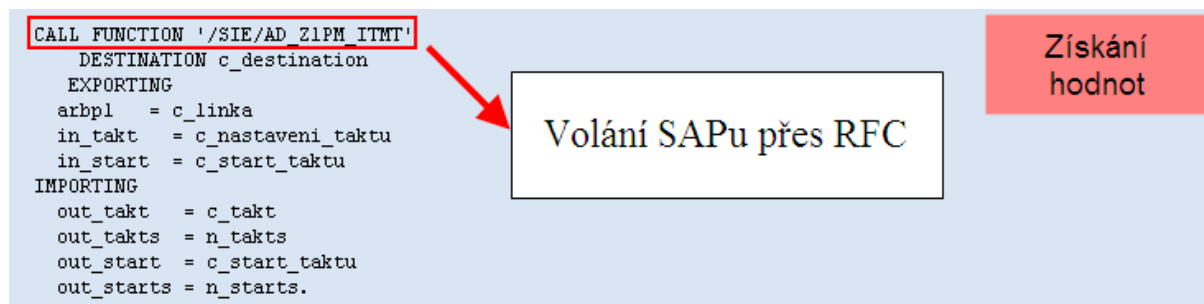 CALL FUNCTION '/SIE/AD_Z1PM_ITMT'
DESTINATION c_destination
EXPORTING
arbpl = c_linka
in_takt = c_nastaveni_taktu
in_start = c_start_taktu
IMPORTING
out_takt = c_takt
out_takts = n_takts
out_start = c_start_taktu
out_starts = n_starts.
Volání SAPu přes RFC
Získání
hodnot